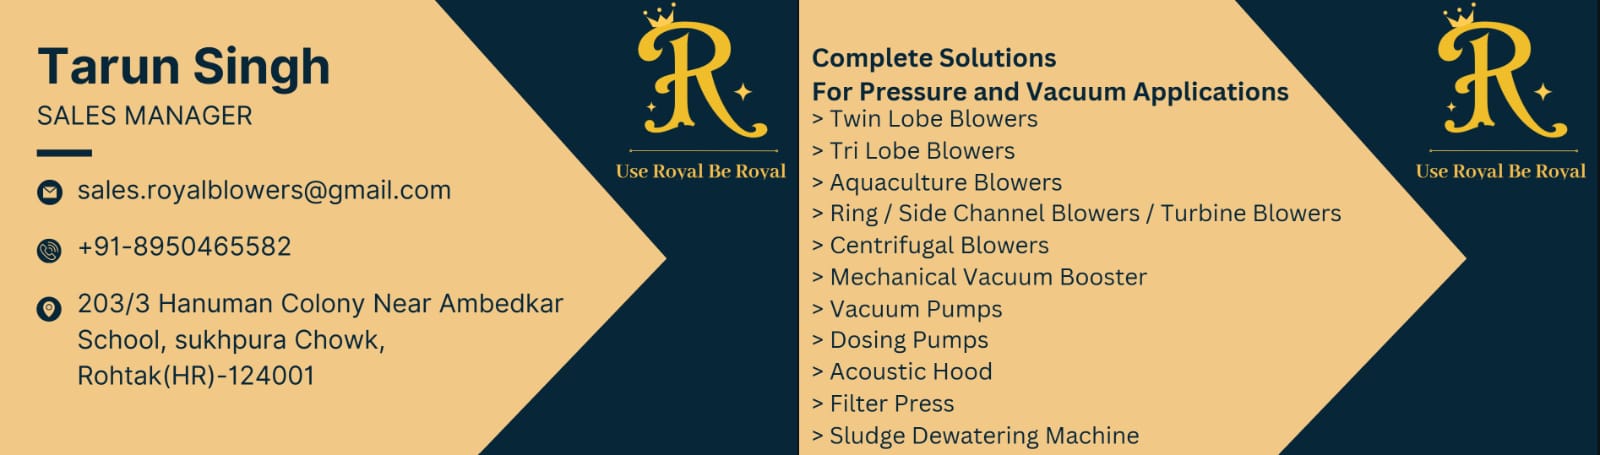 Tarun Singh
SALES MANAGER
sales.royalblowers@gmail.com
+91-8950465582
203/3 Hanuman Colony Near Ambedkar
School, sukhpura Chowk,
Rohtak(HR)-124001
R
Use Royal Be Royal
Complete Solutions
For Pressure and Vacuum Applications
> Twin Lobe Blowers
> Tri Lobe Blowers
> Aquaculture Blowers
> Ring / Side Channel Blowers / Turbine Blowers
> Centrifugal Blowers
> Mechanical Vacuum Booster
> Vacuum Pumps
> Dosing Pumps
> Acoustic Hood
> Filter Press
> Sludge Dewatering Machine
R
Use Royal Be Royal